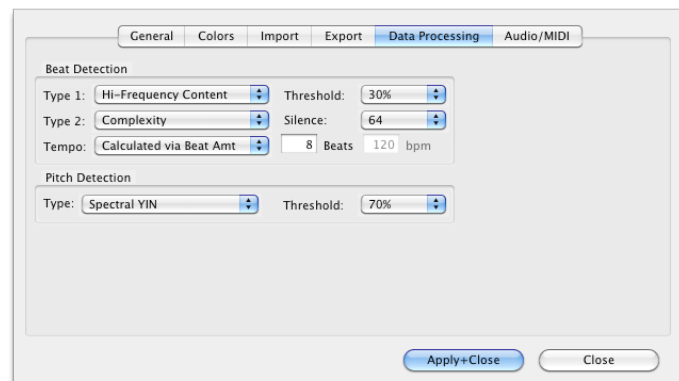 General Colors Import Export Data Processing Audio/MIDI
Beat Detection
Type 1: Hi-Frequency Content Threshold: 30%
Type 2: Complexity Silence: 64
Tempo: Calculated via Beat Amt 8 Beats 120 bpm
Pitch Detection
Type: Spectral YIN Threshold: 70%
Apply+Close Close